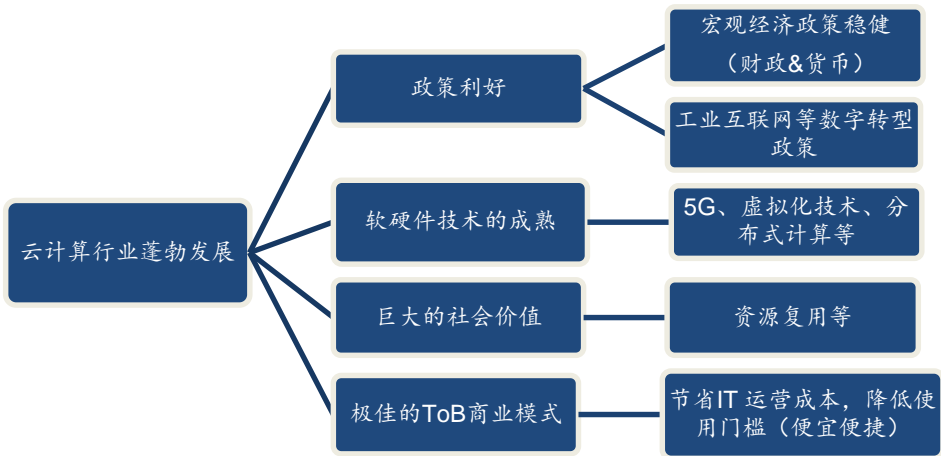 云计算行业蓬勃发展
政策利好
宏观经济政策稳健
（财政&货币）
工业互联网等数字转型
政策
软硬件技术的成熟
5G、虚拟化技术、分
布式计算等
巨大的社会价值
资源复用等
极佳的ToB商业模式
节省IT 运营成本，降低使
用门槛（便宜便捷）